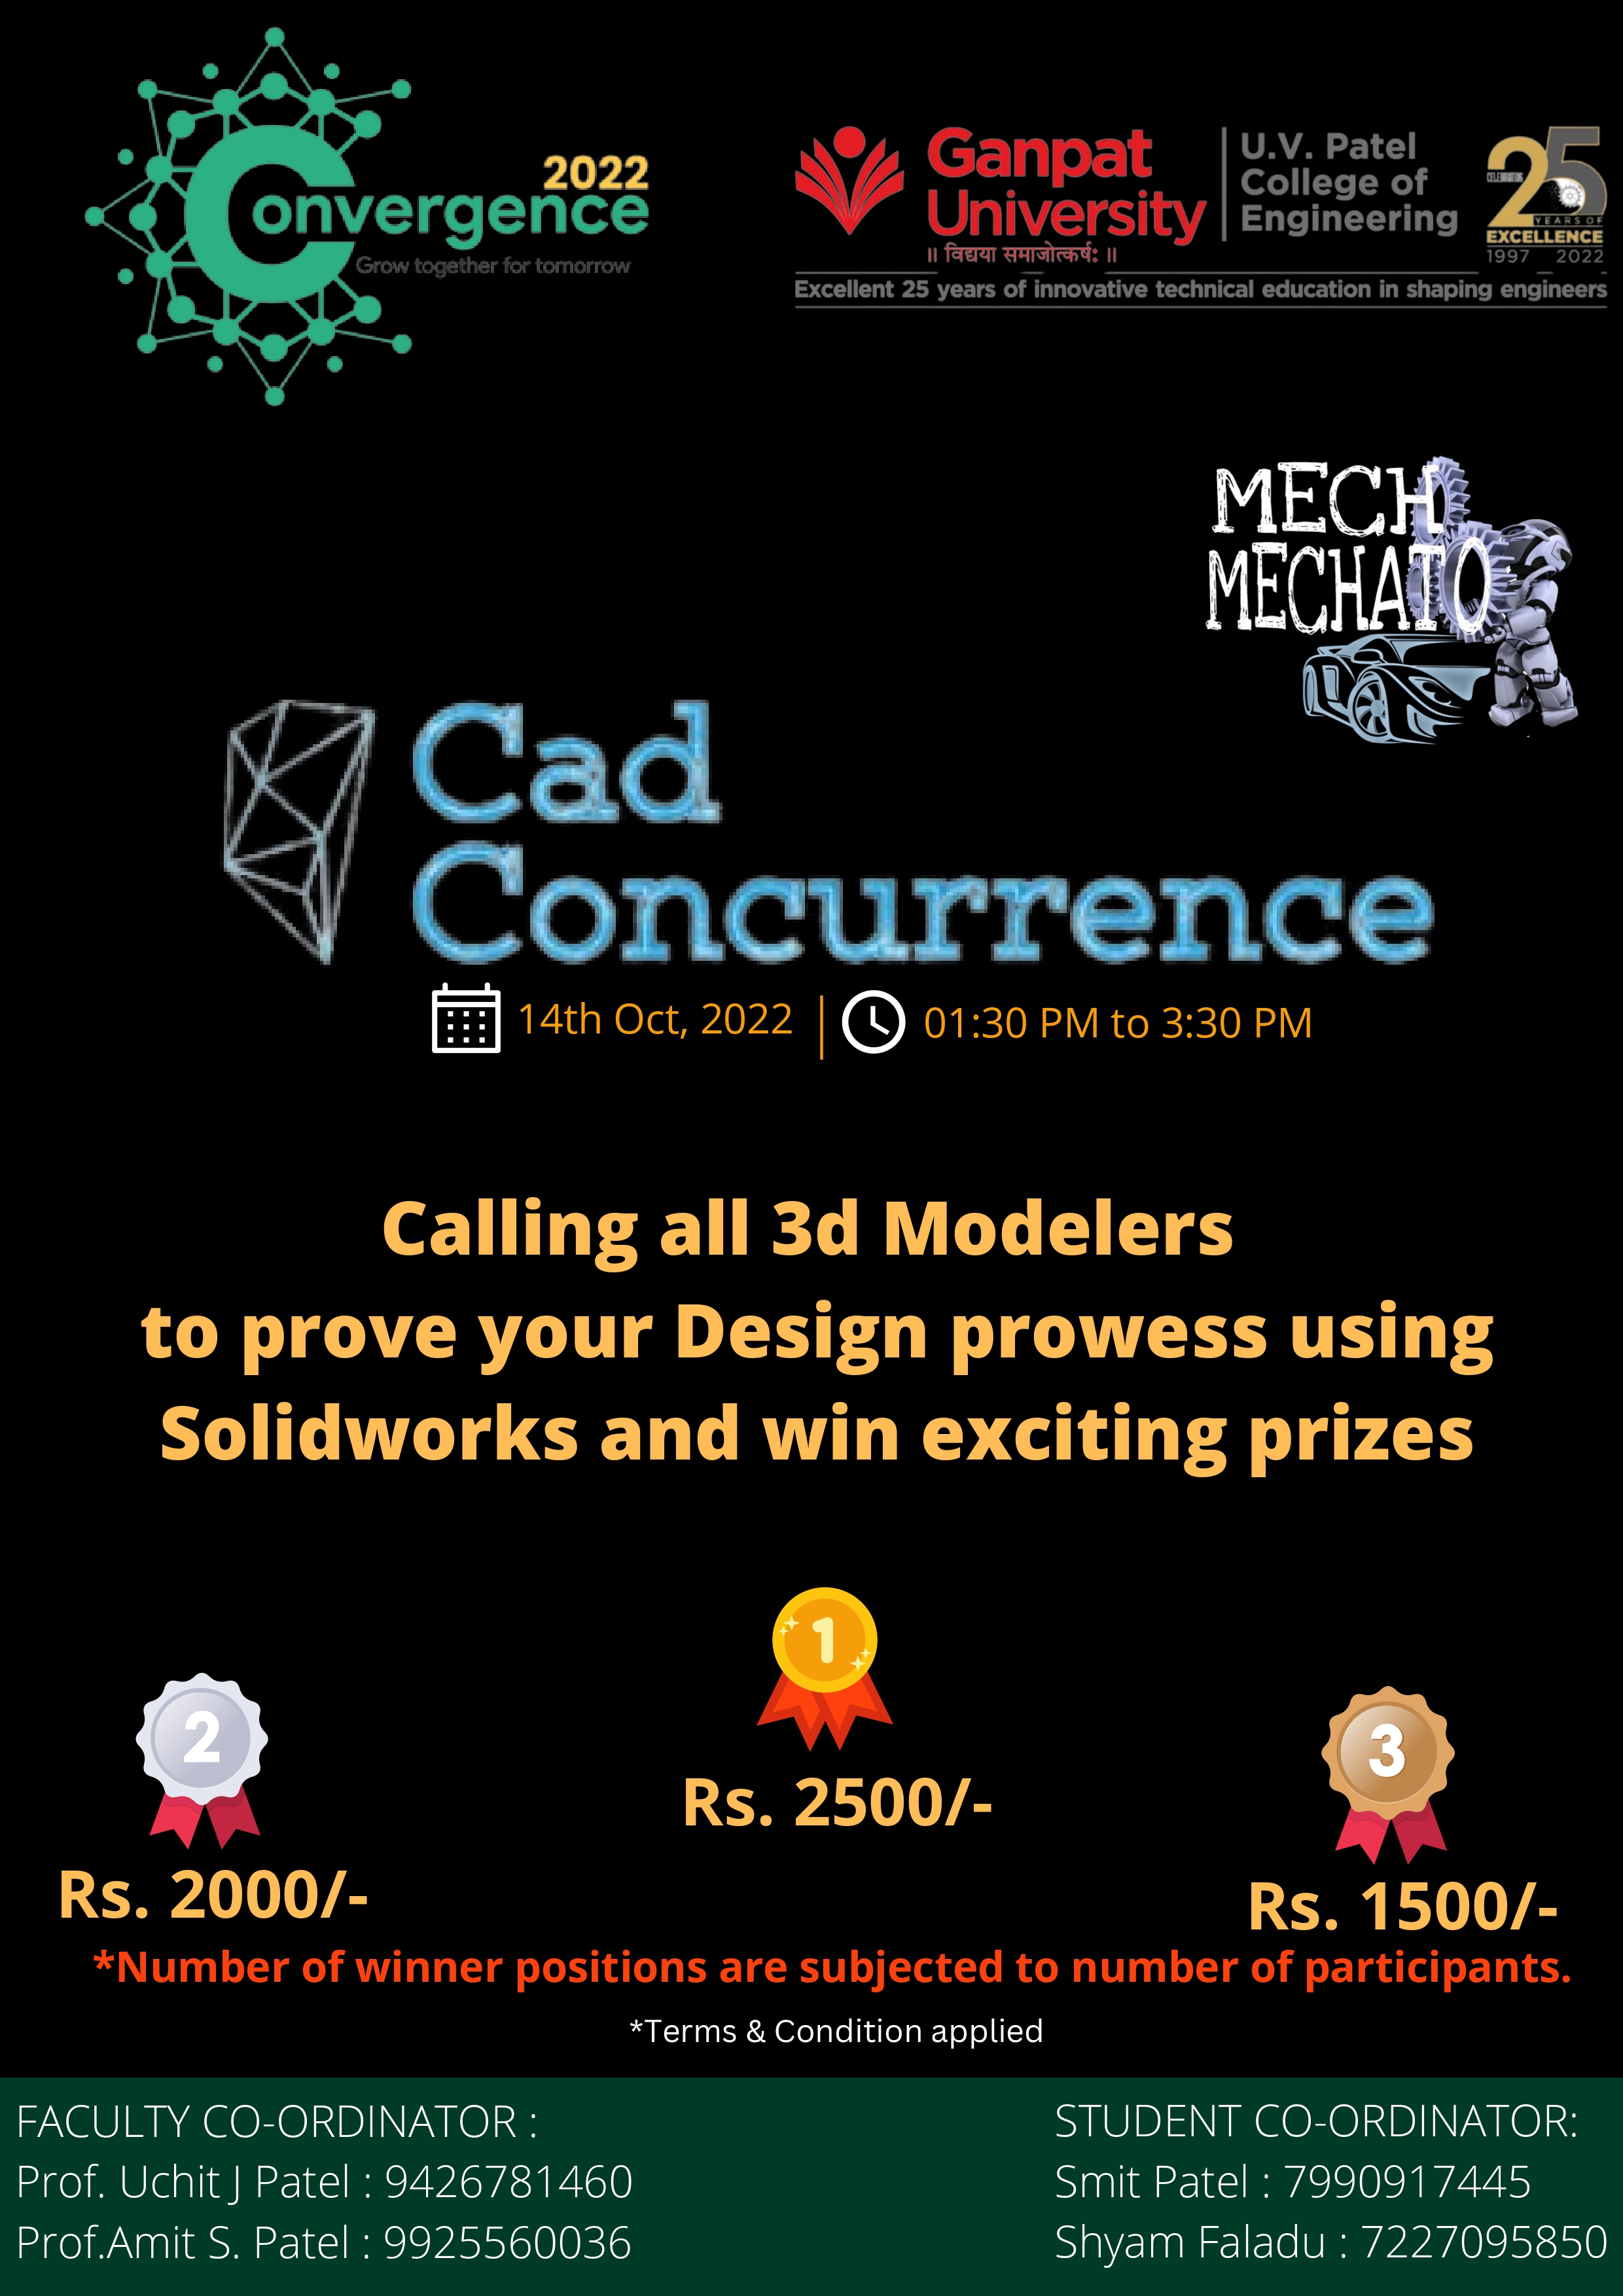 2022
Convergence
Grow together for tomorrow
Ganpat
University
॥ विद्यया समाजोत्कर्ष: ॥
U.V. Patel
College of
Engineering
CELEBRATING
25
YEARS OF
EXCELLENCE
1997 2022
Excellent 25 years of innovative technical education in shaping engineers
MECH
MECHATO
Cad
Concurrence
14th Oct, 2022 | 01:30 PM to 3:30 PM
Calling all 3d Modelers
to prove your Design prowess using
Solidworks and win exciting prizes
1
2
3
Rs. 2500/-
Rs. 2000/-
Rs. 1500/-
*Number of winner positions are subjected to number of participants.
*Terms & Condition applied
FACULTY CO-ORDINATOR :
Prof. Uchit J Patel : 9426781460
Prof.Amit S. Patel : 9925560036
STUDENT CO-ORDINATOR:
Smit Patel : 7990917445
Shyam Faladu : 7227095850